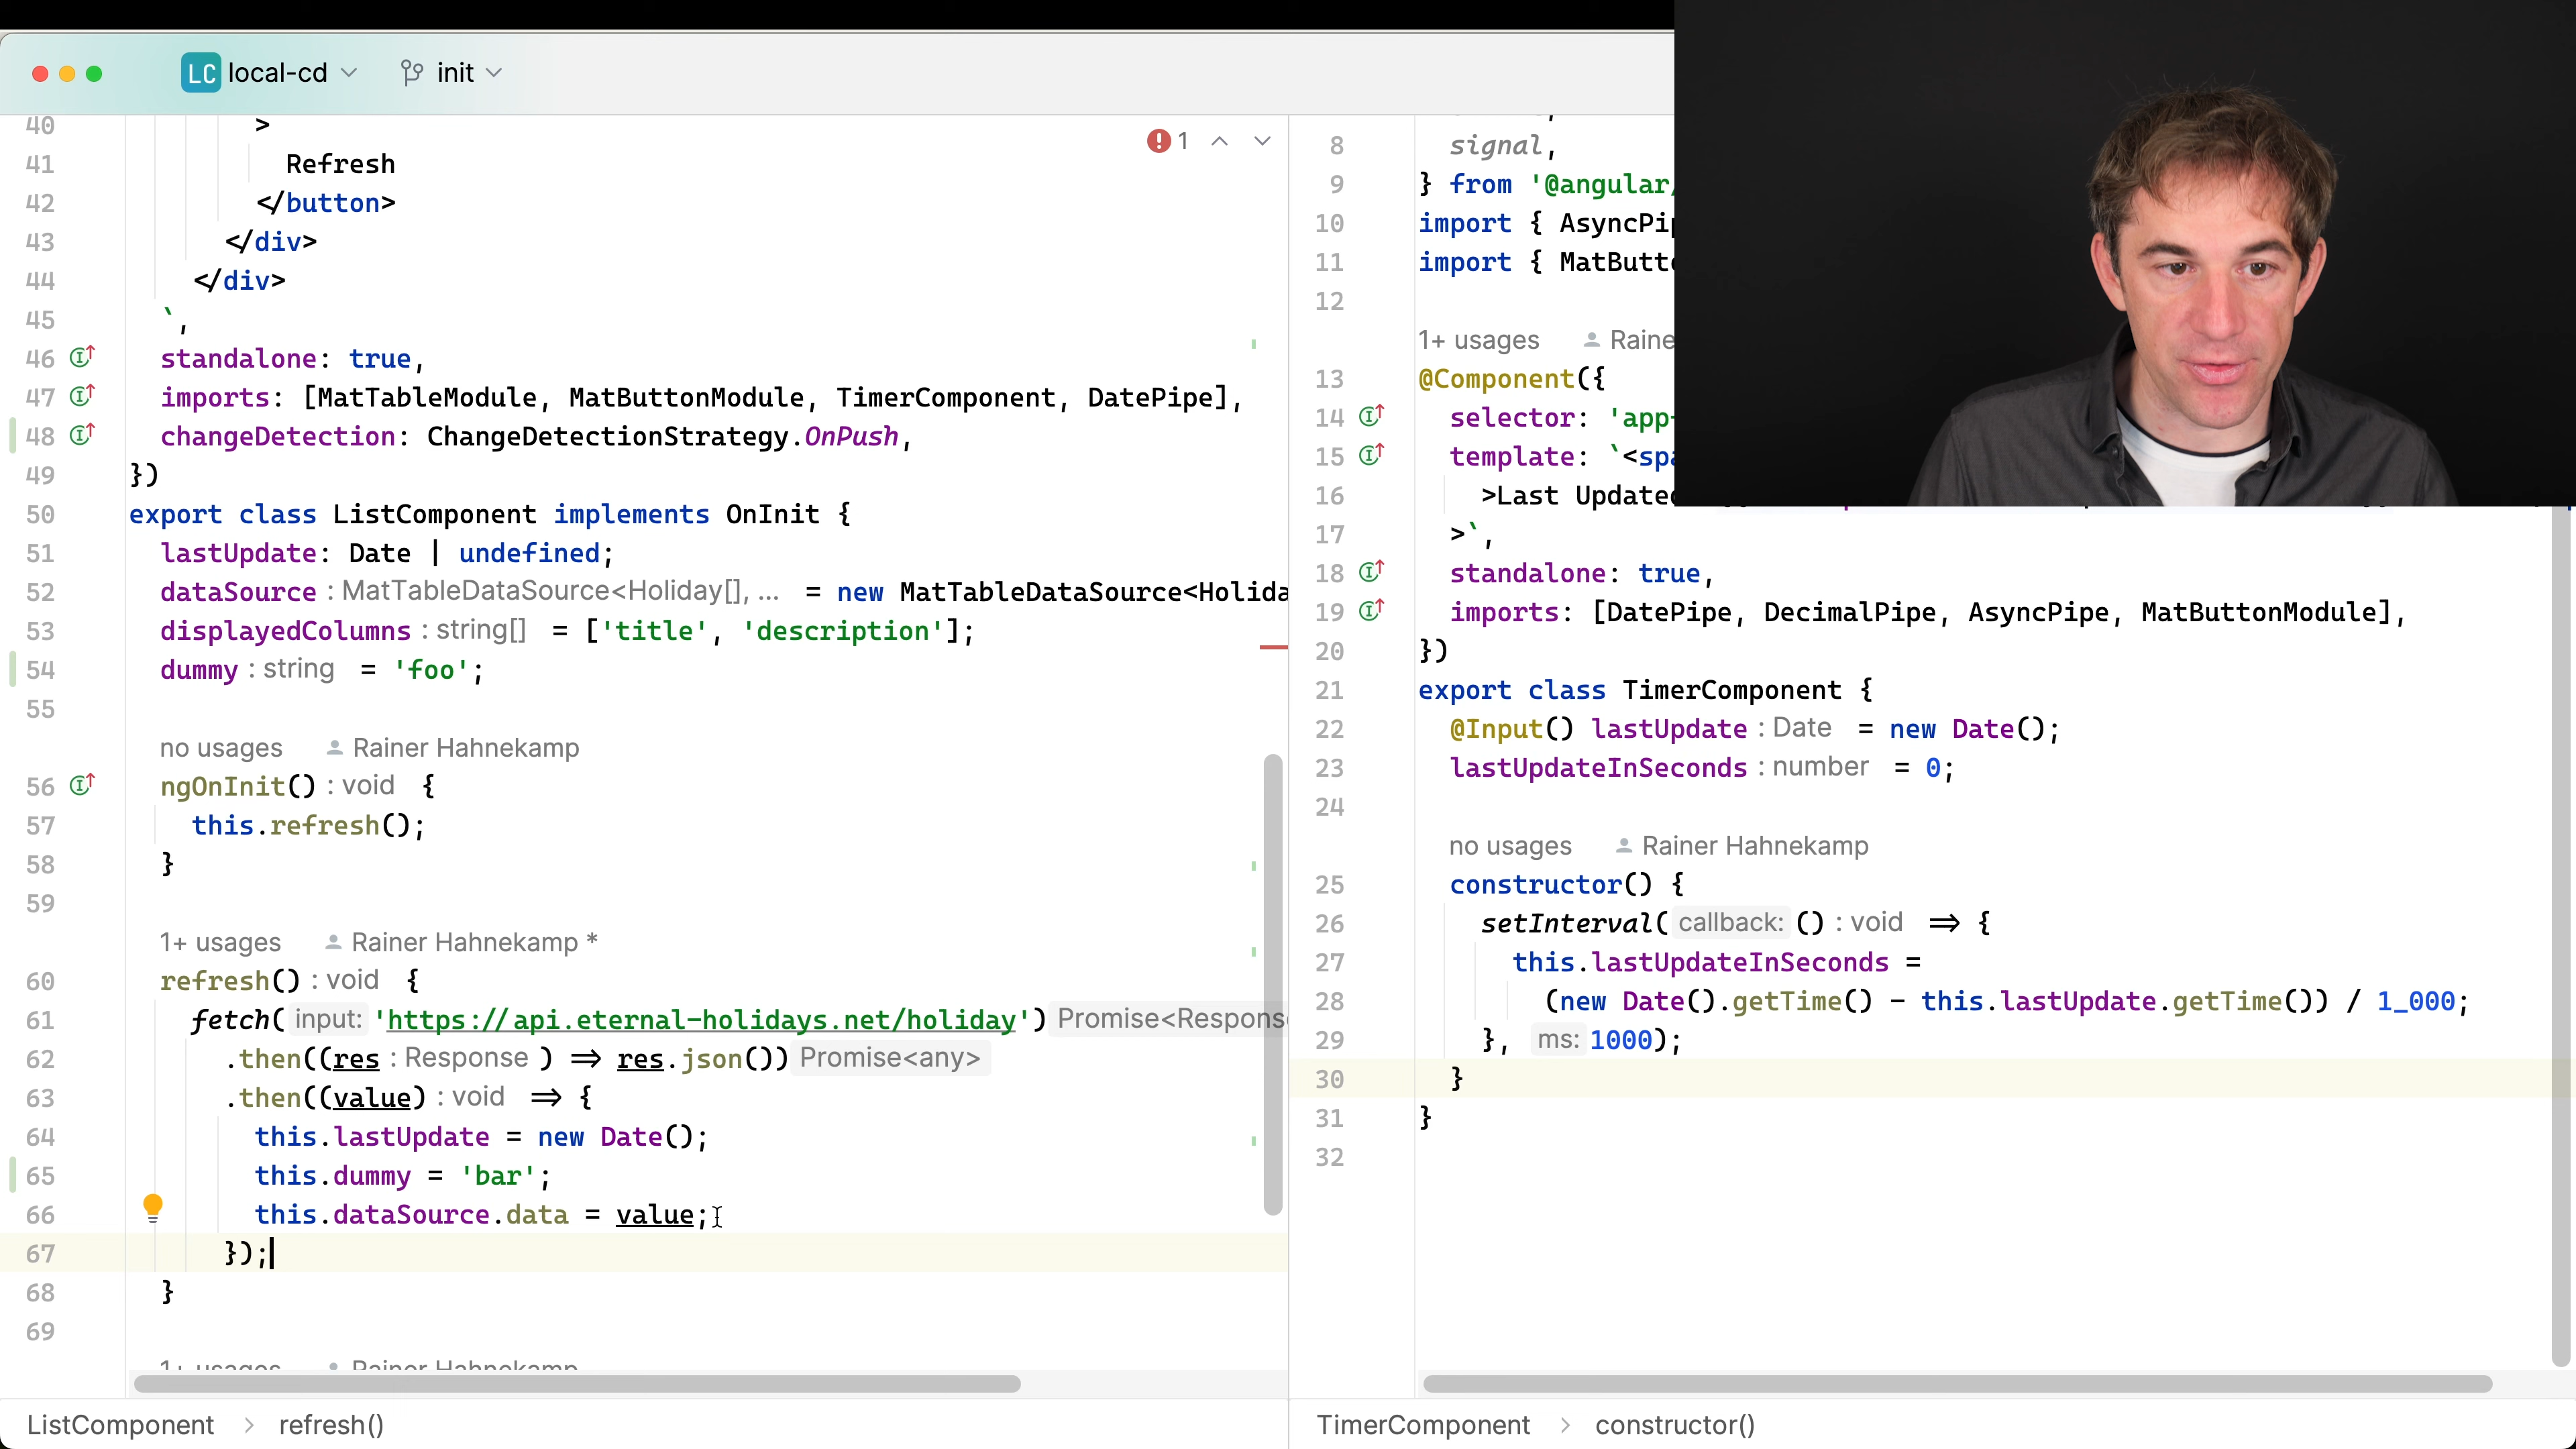 LC local-cd init
40 >
1
41 Refresh
42 </button>
43 </div>
44 </div>
45 `,
46 standalone: true,
47 imports: [MatTableModule, MatButtonModule, TimerComponent, DatePipe],
48 changeDetection: ChangeDetectionStrategy.OnPush,
49 })
50 export class ListComponent implements OnInit {
51 lastUpdate: Date | undefined;
52 dataSource : MatTableDataSource<Holiday[], ... = new MatTableDataSource<Holida
53 displayedColumns : string[] = ['title', 'description'];
54 dummy : string = 'foo';
55
no usages Rainer Hahnekamp
56 ngOnInit() : void {
57 this.refresh();
58 }
59
1+ usages Rainer Hahnekamp *
60 refresh() : void {
61 fetch( input: 'https://api.eternal-holidays.net/holiday') Promise<Respons
62 .then((res : Response ) => res.json()) Promise<any>
63 .then((value) : void => {
64 this.lastUpdate = new Date();
65 this.dummy = 'bar';
66 this.dataSource.data = value;
67 });
68 }
69
1+ usages Rainer Hahnekamp
ListComponent > refresh()
8 signal,
9 } from '@angular/
10 import { AsyncPip
11 import { MatButto
12
1+ usages Raine
13 @Component({
14 selector: 'app-
15 template: `<spa
16 >Last Updated
17 >`,
18 standalone: true,
19 imports: [DatePipe, DecimalPipe, AsyncPipe, MatButtonModule],
20 })
21 export class TimerComponent {
22 @Input() lastUpdate : Date = new Date();
23 lastUpdateInSeconds : number = 0;
24
no usages Rainer Hahnekamp
25 constructor() {
26 setInterval( callback: () : void => {
27 this.lastUpdateInSeconds =
28 (new Date().getTime() - this.lastUpdate.getTime()) / 1_000;
29 }, ms: 1000);
30 }
31 }
32
TimerComponent > constructor()